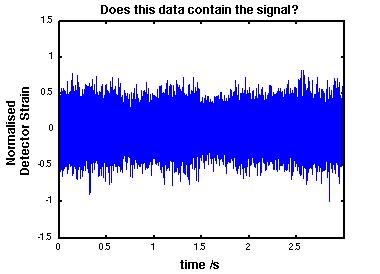 Does this data contain the signal?
1.5
1
0.5
0
-0.5
-1
-1.5
Normalised
Detector Strain
0 0.5 1 1.5 2 2.5
time /s